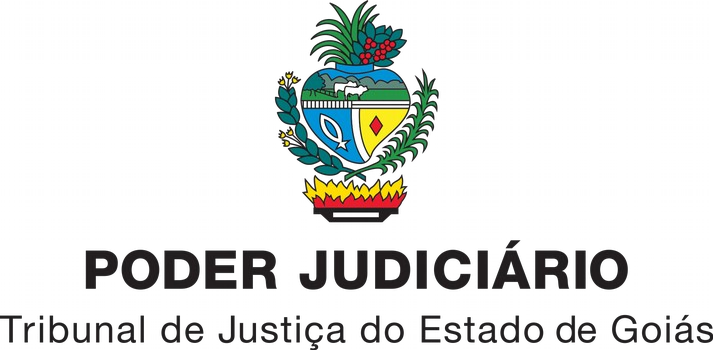 PODER JUDICIÁRIO
Tribunal de Justiça do Estado de Goiás